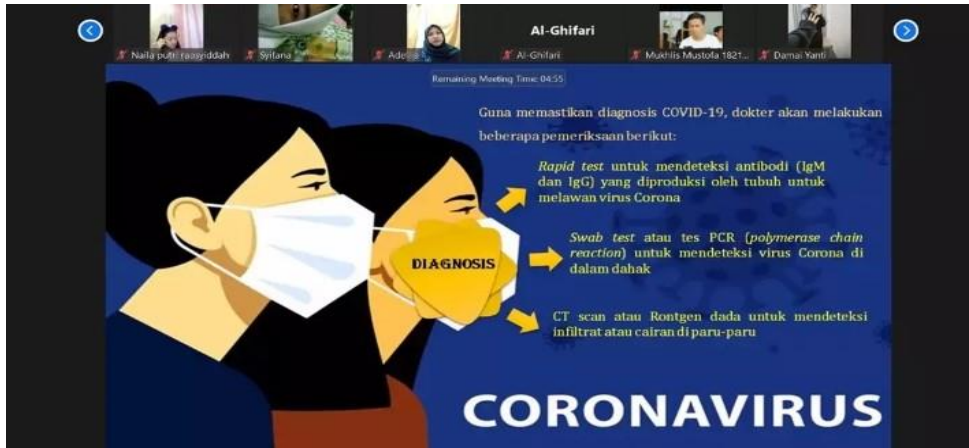 Al-Ghifari
Naila putri raasyiddah
Syifana
Ade
Al-Ghifari
Mukhlis Mustofa 1821...
Damai Yanti
Remaining Meeting Time: 04:55
Guna memastikan diagnosis COVID-19, dokter akan melakukan
beberapa pemeriksaan berikut:
Rapid test untuk mendeteksi antibodi (IgM
dan IgG) yang diproduksi oleh tubuh untuk
melawan virus Corona
DIAGNOSIS
Swab test atau tes PCR (polymerase chain
reaction) untuk mendeteksi virus Corona di
dalam dahak
CT scan atau Rontgen dada untuk mendeteksi
infiltrat atau cairan di paru-paru
CORONAVIRUS